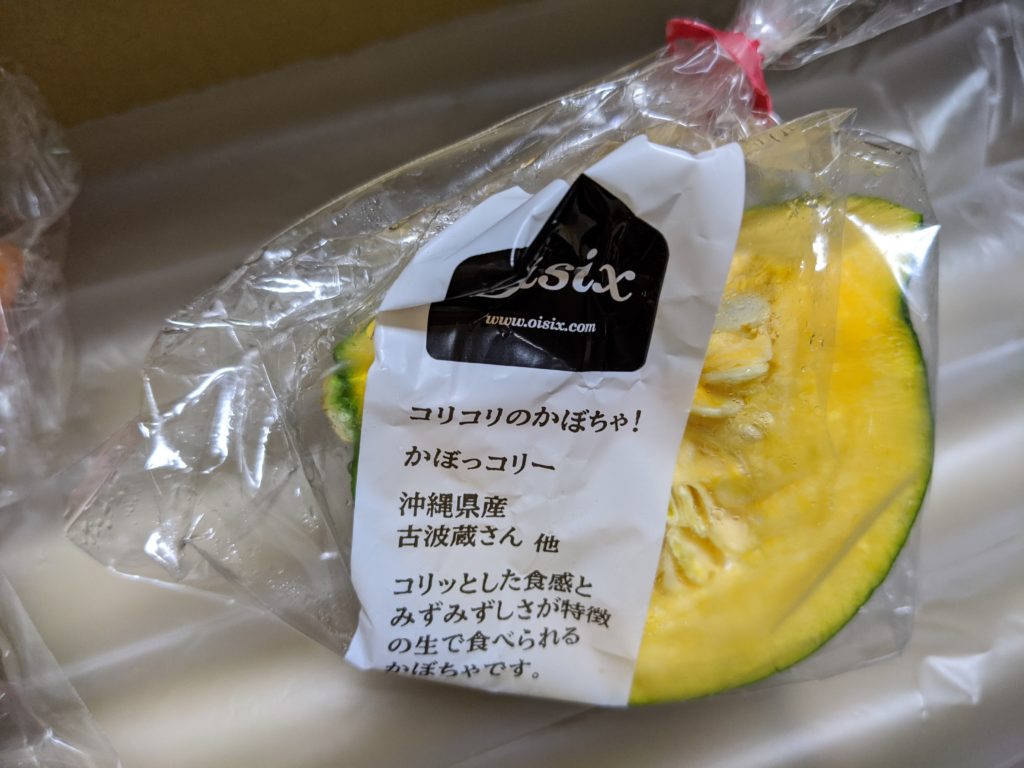 Oisix
www.oisix.com
コリコリのかぼちゃ!
かぼっコリー
沖縄県産
古波蔵さん 他
コリッとした食感と
みずみずしさが特徴
の生で食べられる
かぼちゃです。